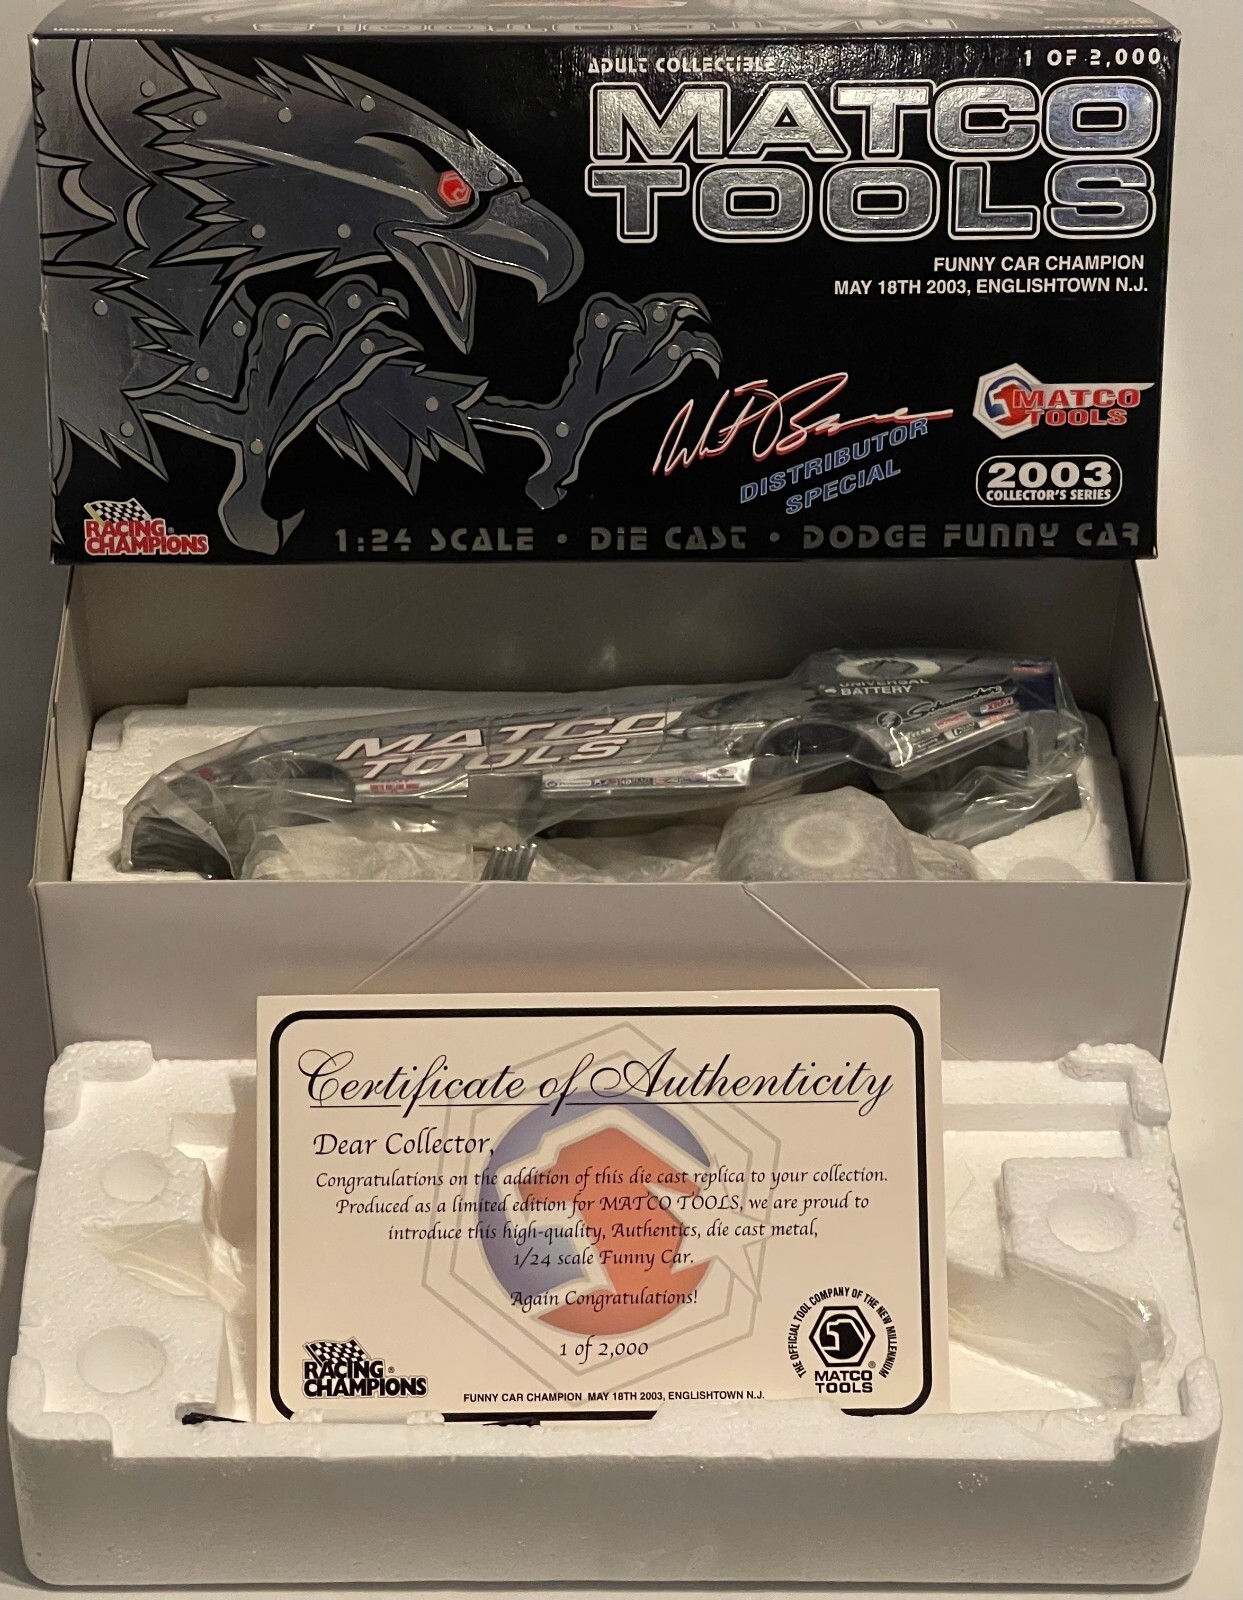 ADULT COLLECTIBLE
1 OF 2,000
MATCO
TOOLS
FUNNY CAR CHAMPION
MAY 18TH 2003, ENGLISHTOWN N.J.
MATCO
TOOLS
DISTRIBUTOR
SPECIAL
2003
COLLECTOR'S SERIES
RACING
CHAMPIONS
1:24 SCALE • DIE CAST • DODGE FUNNY CAR
UNIVERSAL
BATTERY
Schumacher
MATCO
TOOLS
Certificate of Authenticity
Dear Collector,
Congratulations on the addition of this die cast replica to your collection.
Produced as a limited edition for MATCO TOOLS, we are proud to
introduce this high-quality, Authentics, die cast metal,
1/24 scale Funny Car.
Again Congratulations!
1 of 2,000
RACING
CHAMPIONS
FUNNY CAR CHAMPION MAY 18TH 2003, ENGLISHTOWN N.J.
THE OFFICIAL TOOL COMPANY OF THE NEW MILLENNIUM
MATCO
TOOLS